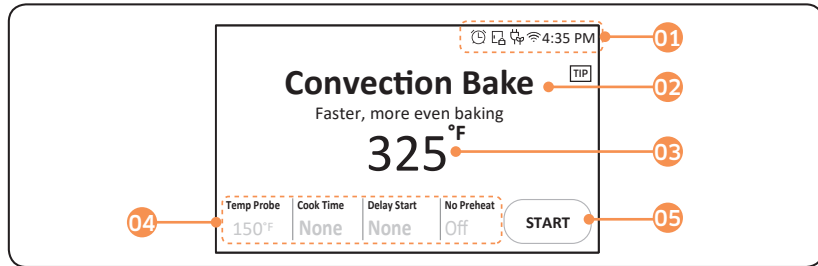 4:35 PM 01
TIP
Convection Bake 02
Faster, more even baking
325°F 03
04 Temp Probe Cook Time Delay Start No Preheat
150°F None None Off
START 05